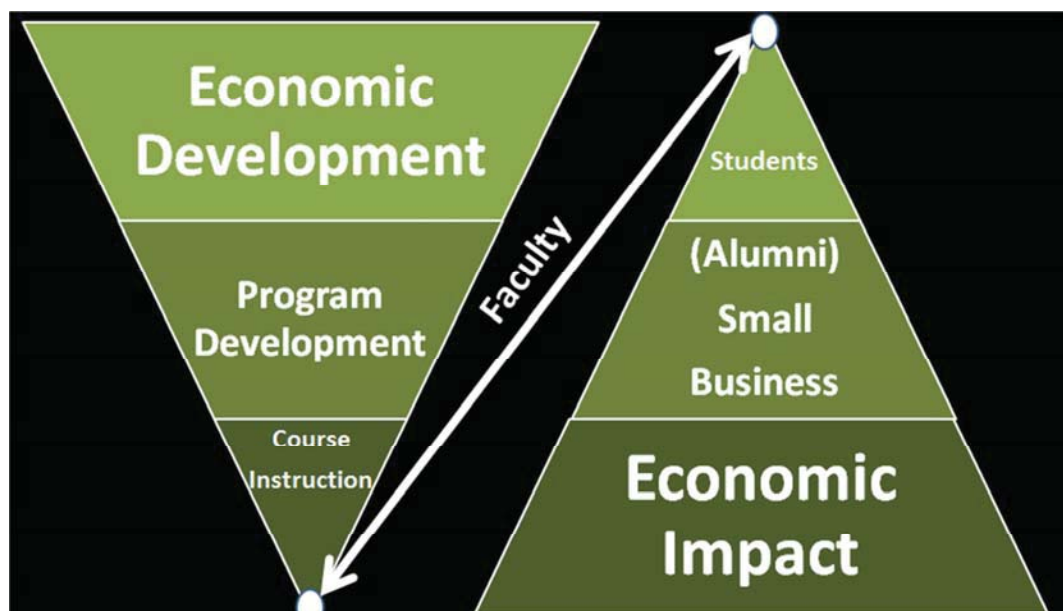 Economic
Development
Program
Development
Course
Instruction
Faculty
Students
(Alumni)
Small
Business
Economic
Impact